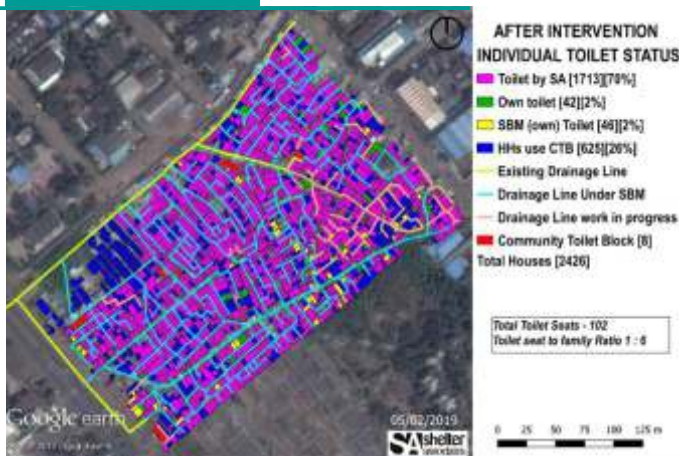 AFTER INTERVENTION
INDIVIDUAL TOILET STATUS
Toilet by SA [1713][70%]
Own toilet [42][2%]
SBM (own) Toilet [46][2%]
HHs use CTB [625][26%]
Existing Drainage Line
Drainage Line Under SBM
Drainage Line work in progress
Community Toilet Block [8]
Total Houses [2426]
Total Toilet Seats - 102
Toilet seat to family Ratio 1 : 6
0 25 50 75 100 125 m
Google earth
05/02/2019
SA shelter